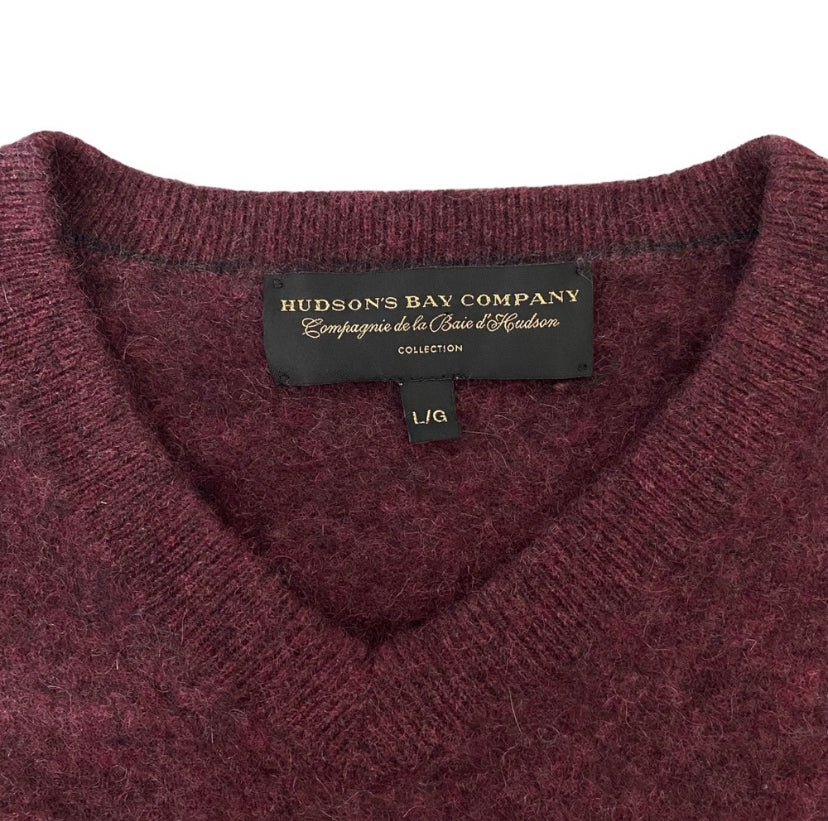 HUDSON'S BAY COMPANY
Compagnie de la Baie d'Hudson
COLLECTION
L/G